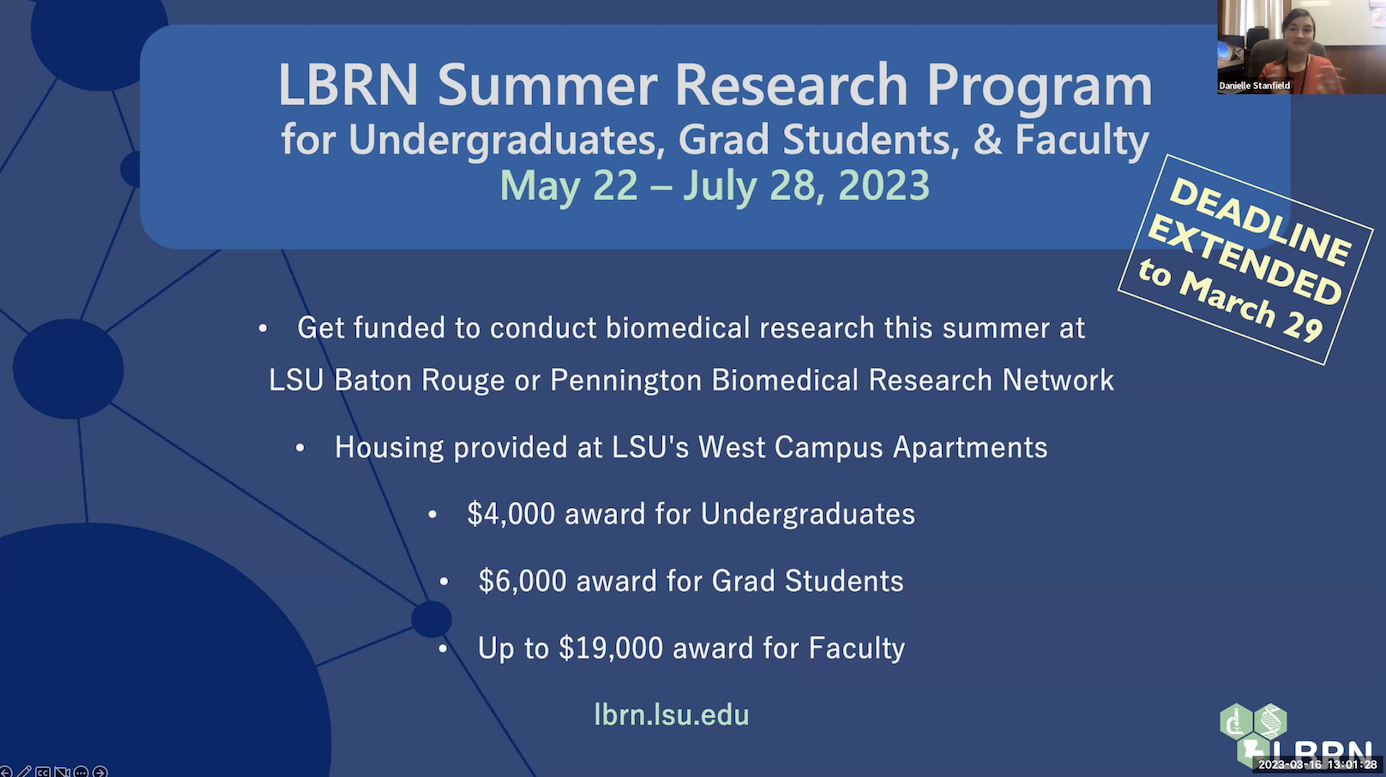 LBRN Summer Research Program
for Undergraduates, Grad Students, & Faculty
May 22 – July 28, 2023
Danielle Stanfield
DEADLINE
EXTENDED
to March 29
• Get funded to conduct biomedical research this summer at
LSU Baton Rouge or Pennington Biomedical Research Network
• Housing provided at LSU's West Campus Apartments
• $4,000 award for Undergraduates
• $6,000 award for Grad Students
• Up to $19,000 award for Faculty
lbrn.lsu.edu
LBRN
2023-03-16 13:01:28
CC